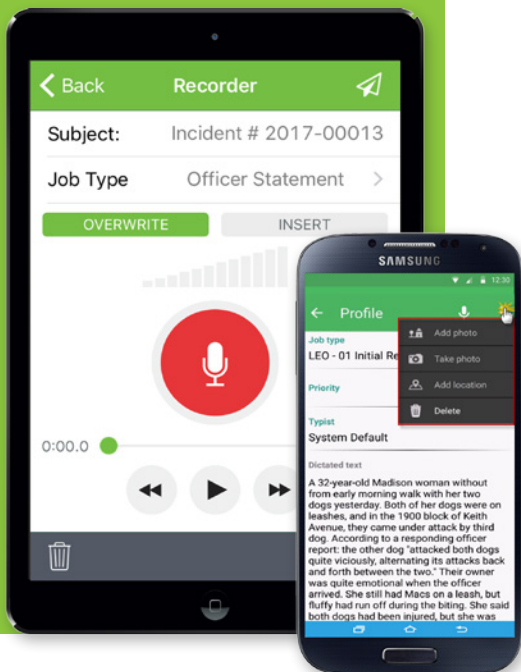 Back
Recorder
Subject: Incident # 2017-00013
Job Type Officer Statement
OVERWRITE
INSERT
0:00.0
SAMSUNG
12:30
Profile
Add photo
Take photo
Add location
Delete
Job type
LEO - 01 Initial Re
Priority
Typist
System Default
Dictated text
A 32-year-old Madison woman without
from early morning walk with her two
dogs yesterday. Both of her dogs were on
leashes, and in the 1900 block of Keith
Avenue, they came under attack by third
dog. According to a responding officer
report: the other dog "attacked both dogs
quite viciously, alternating its attacks back
and forth between the two." Their owner
was quite emotional when the officer
arrived. She still had Macs on a leash, but
fluffy had run off during the biting. She said
both dogs had been injured, but she was